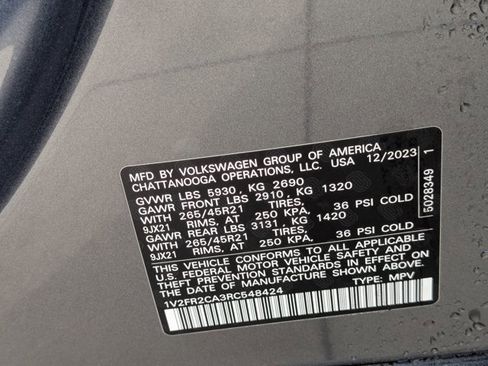 MFD BY VOLKSWAGEN GROUP OF AMERICA
CHATTANOOGA OPERATIONS, LLC. USA 12/2023
GVWR LBS 5930, KG 2690
GAWR FRONT LBS 2910, KG 1320
WITH 265/45R21 TIRES,
9JX21 RIMS, AT 250 KPA, 36 PSI COLD
GAWR REAR LBS 3131, KG 1420
WITH 265/45R21 TIRES,
9JX21 RIMS, AT 250 KPA, 36 PSI COLD
THIS VEHICLE CONFORMS TO ALL APPLICABLE
U.S. FEDERAL MOTOR VEHICLE SAFETY BUMPER AND
THEFT PREVENTION STANDARDS IN EFFECT ON
THE DATE OF MANUFACTURE SHOWN ABOVE.
1V2FR2CA3RC548424 TYPE: MPV
5028349 1